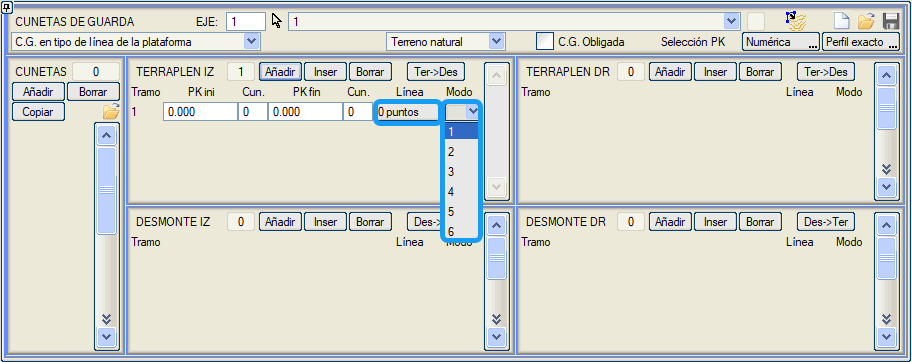 CUNETAS DE GUARDA EJE: 1 1
C.G. en tipo de línea de la plataforma Terreno natural C.G. Obligada Selección PK Numérica ... Perfil exacto ...
CUNETAS 0
Añadir Borrar
Copiar
TERRAPLEN IZ 1 Añadir Inser Borrar Ter->Des
Tramo PK ini Cun. PK fin Cun. Línea Modo
1 0.000 0 0.000 0 0 puntos
1
2
3
4
5
6
TERRAPLEN DR 0 Añadir Inser Borrar Ter->Des
Tramo Línea Modo
DESMONTE IZ 0 Añadir Inser Borrar Des->
Tramo Línea Modo
DESMONTE DR 0 Añadir Inser Borrar Des->Ter
Tramo Línea Modo